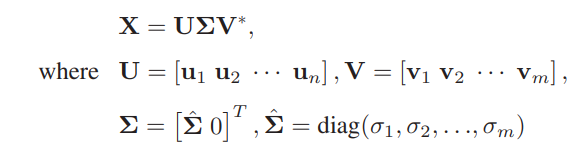 X = UΣV*,
where U = [u₁ u₂ ⋯ uₙ] , V = [v₁ v₂ ⋯ vₘ] ,
Σ = [Σ̂ 0]ᵀ , Σ̂ = diag(σ₁, σ₂, . . . , σₘ)